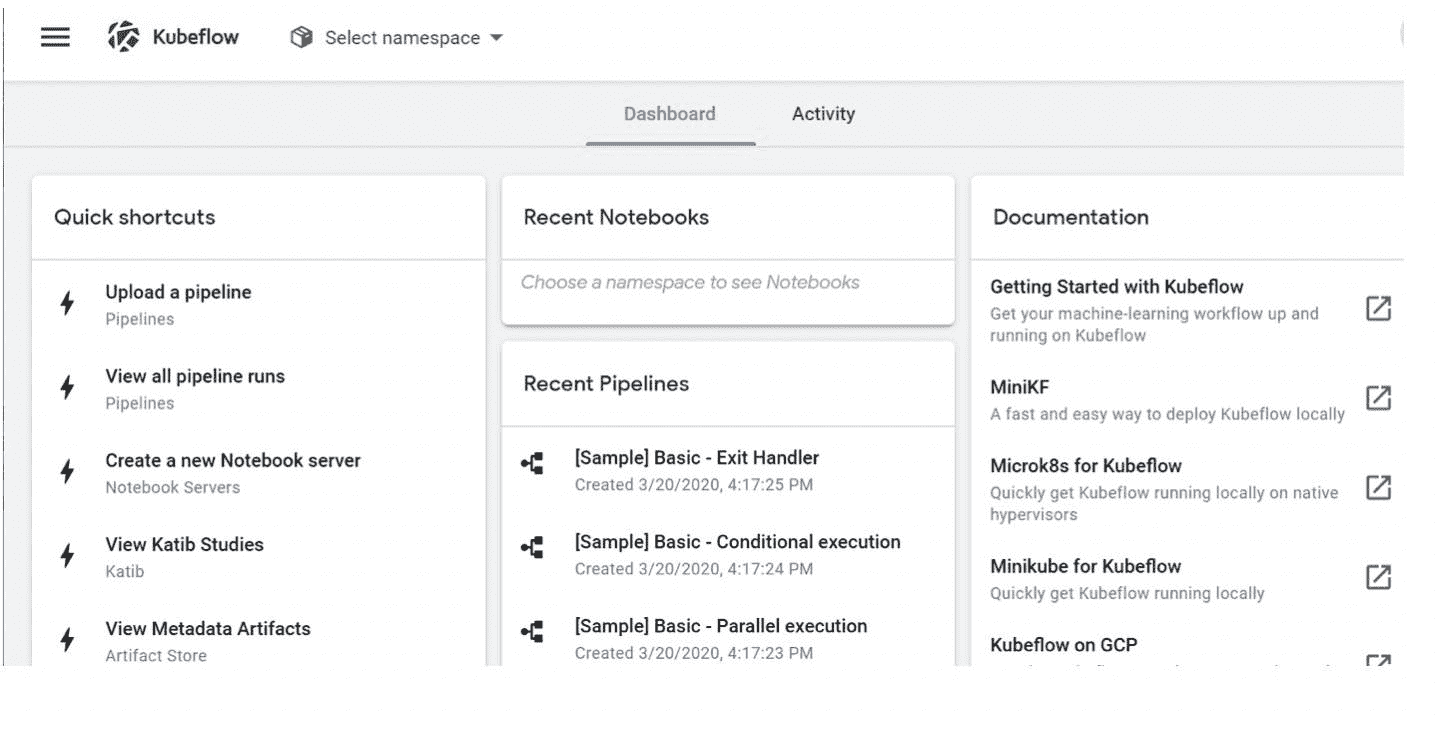 Kubeflow
Select namespace
Dashboard
Activity
Quick shortcuts
Upload a pipeline
Pipelines
View all pipeline runs
Pipelines
Create a new Notebook server
Notebook Servers
View Katib Studies
Katib
View Metadata Artifacts
Artifact Store
Recent Notebooks
Choose a namespace to see Notebooks
Recent Pipelines
[Sample] Basic - Exit Handler
Created 3/20/2020, 4:17:25 PM
[Sample] Basic - Conditional execution
Created 3/20/2020, 4:17:24 PM
[Sample] Basic - Parallel execution
Created 3/20/2020, 4:17:23 PM
Documentation
Getting Started with Kubeflow
Get your machine-learning workflow up and
running on Kubeflow
MiniKF
A fast and easy way to deploy Kubeflow locally
Microk8s for Kubeflow
Quickly get Kubeflow running locally on native
hypervisors
Minikube for Kubeflow
Quickly get Kubeflow running locally
Kubeflow on GCP